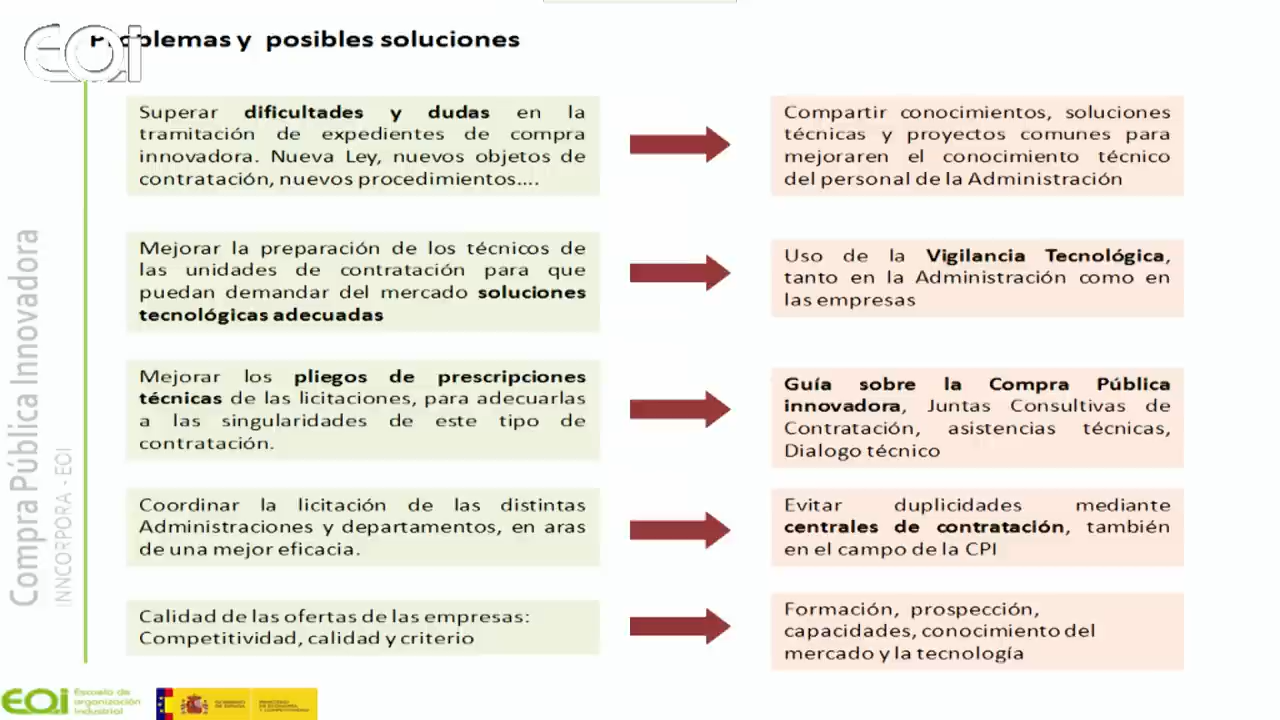 EOi
Problemas y posibles soluciones
Superar dificultades y dudas en la
tramitación de expedientes de compra
innovadora. Nueva Ley, nuevos objetos de
contratación, nuevos procedimientos....
Compartir conocimientos, soluciones
técnicas y proyectos comunes para
mejoraren el conocimiento técnico
del personal de la Administración
Mejorar la preparación de los técnicos de
las unidades de contratación para que
puedan demandar del mercado soluciones
tecnológicas adecuadas
Uso de la Vigilancia Tecnológica,
tanto en la Administración como en
las empresas
Mejorar los pliegos de prescripciones
técnicas de las licitaciones, para adecuarlas
a las singularidades de este tipo de
contratación.
Guía sobre la Compra Pública
innovadora, Juntas Consultivas de
Contratación, asistencias técnicas,
Dialogo técnico
Coordinar la licitación de las distintas
Administraciones y departamentos, en aras
de una mejor eficacia.
Evitar duplicidades mediante
centrales de contratación, también
en el campo de la CPI
Calidad de las ofertas de las empresas:
Competitividad, calidad y criterio
Formación, prospección,
capacidades, conocimiento del
mercado y la tecnología
Compra Pública Innovadora
INNCORPORA - EOI
EOi
Escuela de
organización
industrial
GOBIERNO
DE ESPAÑA
MINISTERIO
DE ECONOMÍA
Y COMPETITIVIDAD